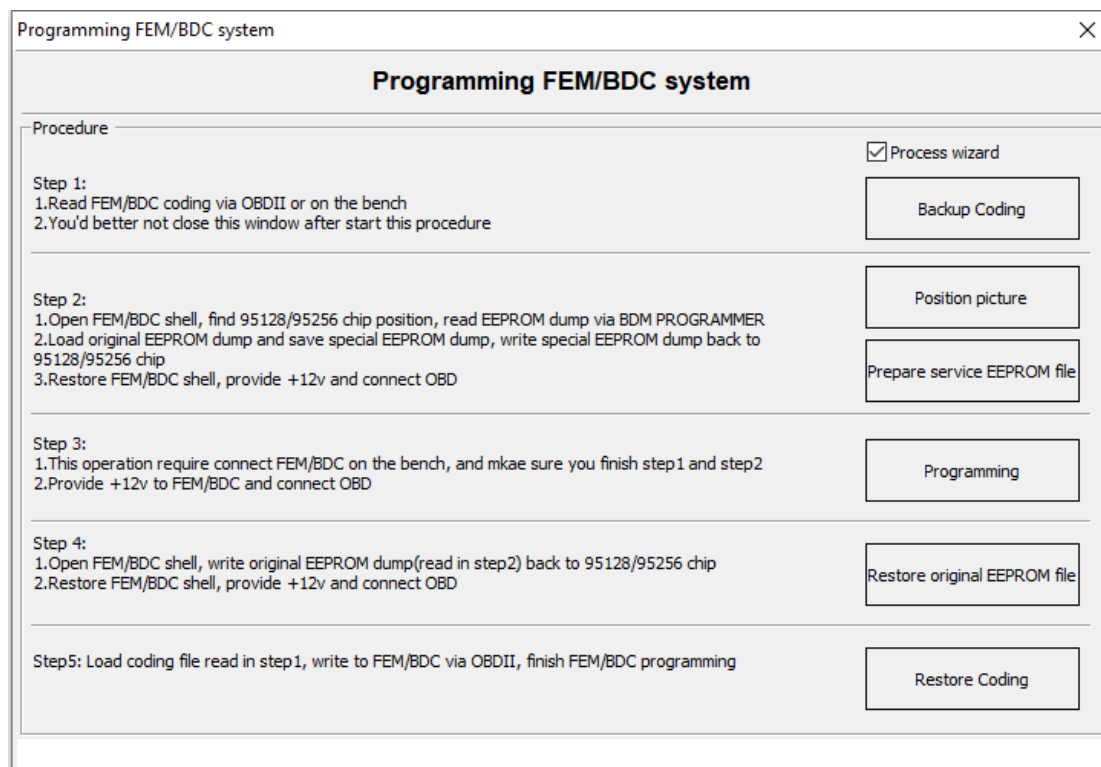 Programming FEM/BDC system
Programming FEM/BDC system
Procedure
Process wizard
Step 1:
1.Read FEM/BDC coding via OBDII or on the bench
2.You'd better not close this window after start this procedure
Backup Coding
Position picture
Step 2:
1.Open FEM/BDC shell, find 95128/95256 chip position, read EEPROM dump via BDM PROGRAMMER
2.Load original EEPROM dump and save special EEPROM dump, write special EEPROM dump back to
95128/95256 chip
3.Restore FEM/BDC shell, provide +12v and connect OBD
Prepare service EEPROM file
Step 3:
1.This operation require connect FEM/BDC on the bench, and mkae sure you finish step1 and step2
2.Provide +12v to FEM/BDC and connect OBD
Programming
Step 4:
1.Open FEM/BDC shell, write original EEPROM dump(read in step2) back to 95128/95256 chip
2.Restore FEM/BDC shell, provide +12v and connect OBD
Restore original EEPROM file
Step5: Load coding file read in step1, write to FEM/BDC via OBDII, finish FEM/BDC programming
Restore Coding